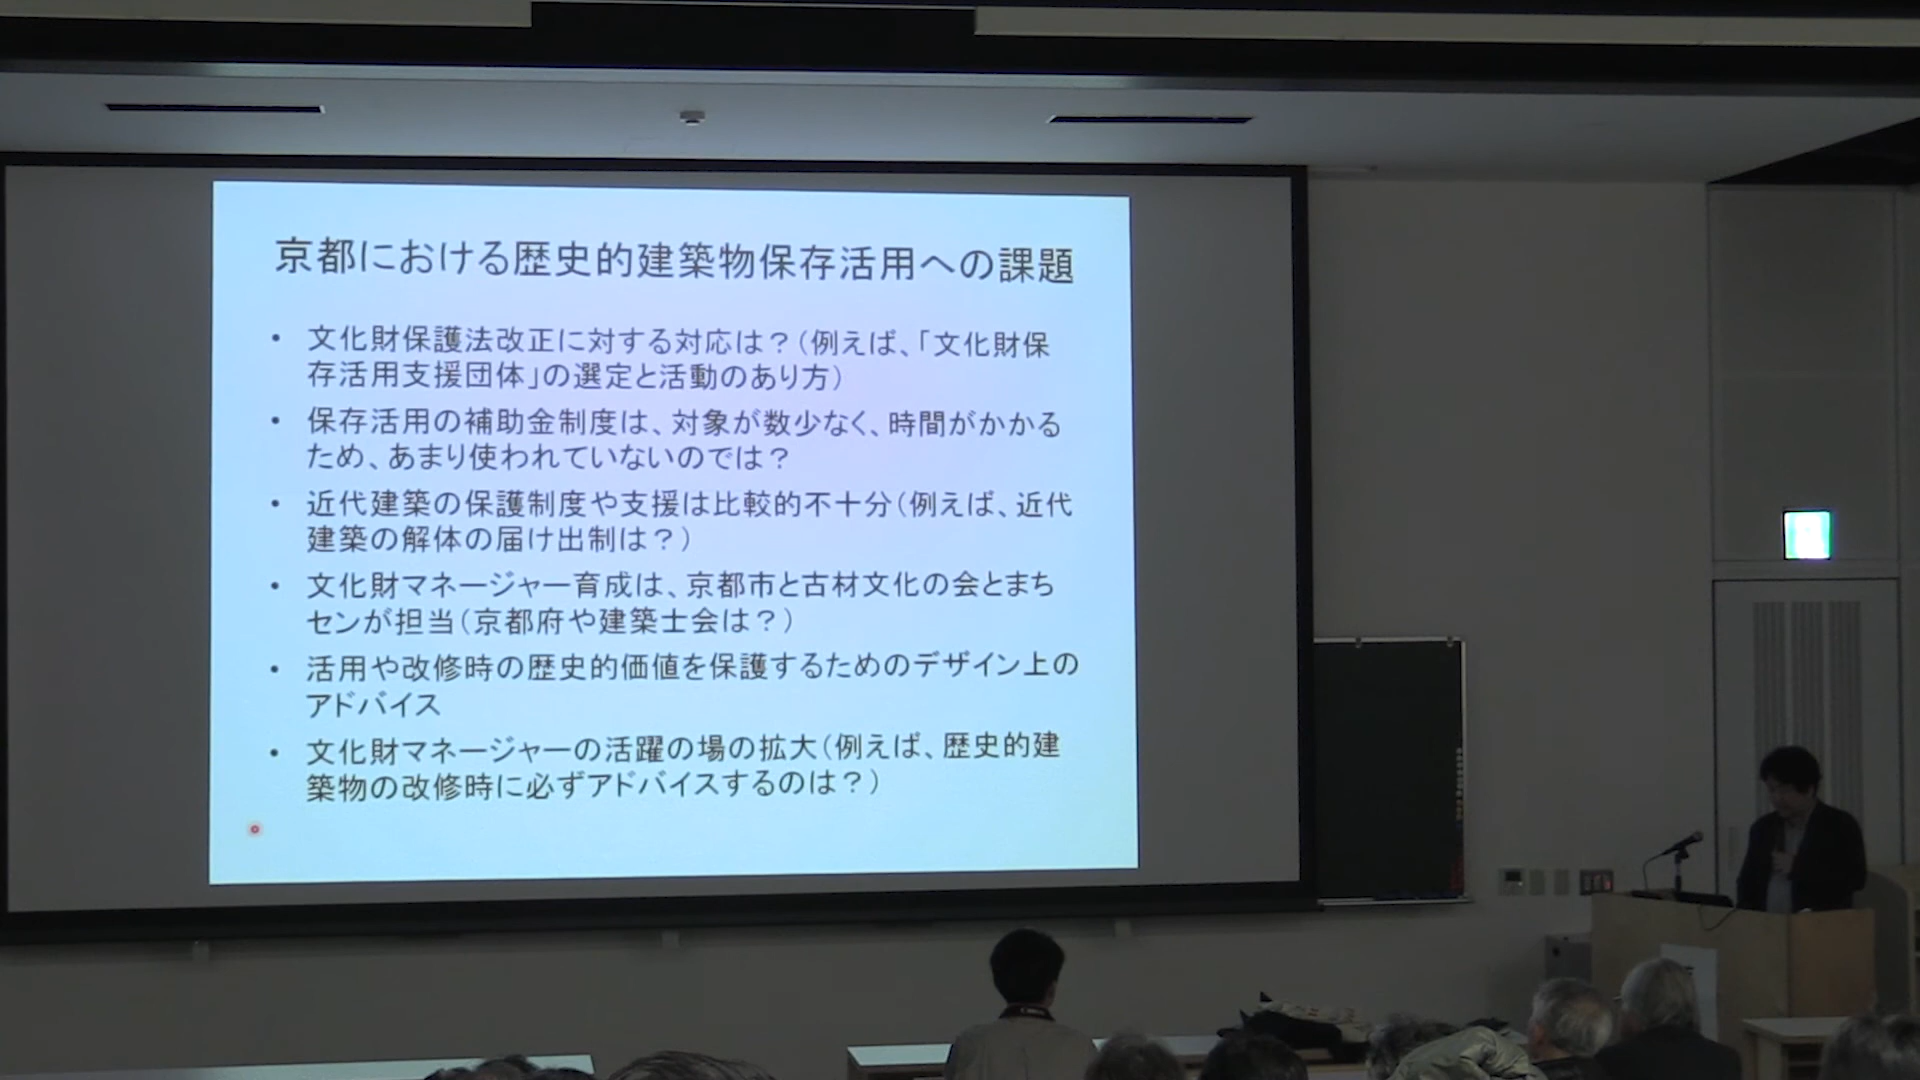 京都における歴史的建築物保存活用への課題
• 文化財保護法改正に対する対応は？（例えば、「文化財保
存活用支援団体」の選定と活動のあり方）
• 保存活用の補助金制度は、対象が数少なく、時間がかかる
ため、あまり使われていないのでは？
• 近代建築の保護制度や支援は比較的不十分（例えば、近代
建築の解体の届け出制は？）
• 文化財マネージャー育成は、京都市と古材文化の会とまち
センが担当（京都府や建築士会は？）
• 活用や改修時の歴史的価値を保護するためのデザイン上の
アドバイス
• 文化財マネージャーの活躍の場の拡大（例えば、歴史的建
築物の改修時に必ずアドバイスするのは？）